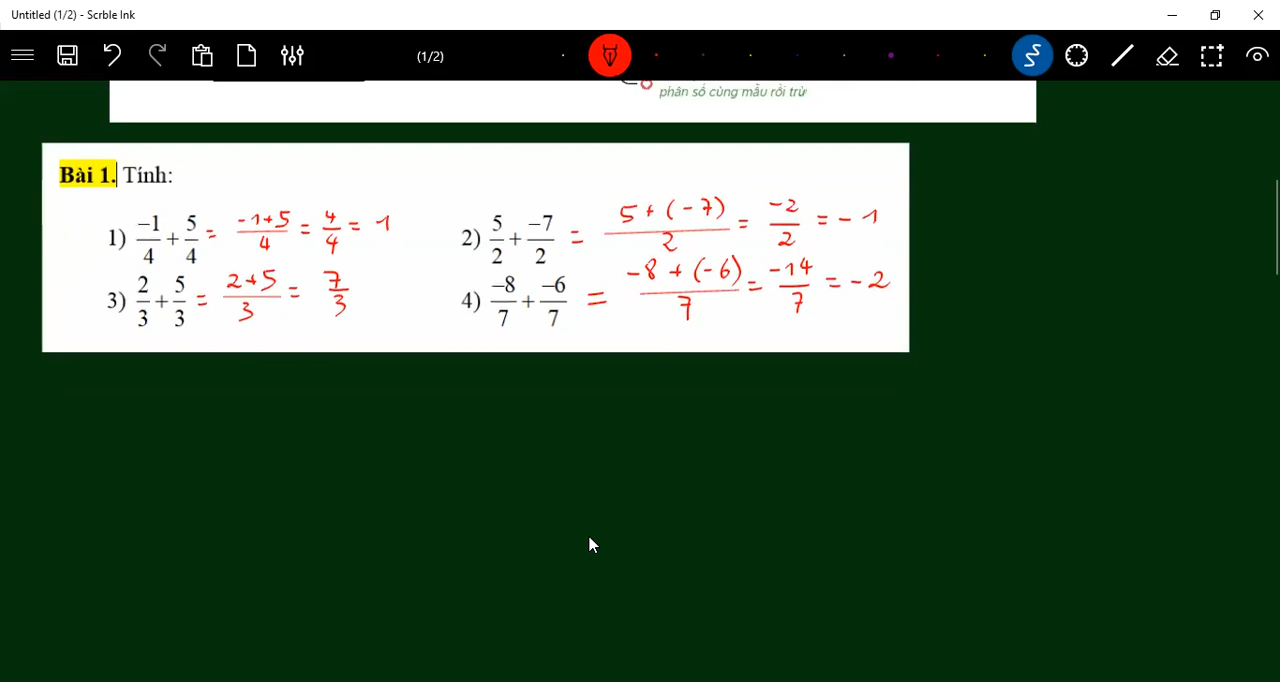 Untitled (1/2) - Scrble Ink
(1/2)
phân số cùng mẫu rồi trừ
Bài 1. Tính:
1) -1/4 + 5/4 = -1+5/4 = 4/4 = 1
2) 5/2 + -7/2 = 5+(-7)/2 = -2/2 = -1
3) 2/3 + 5/3 = 2+5/3 = 7/3
4) -8/7 + -6/7 = -8+(-6)/7 = -14/7 = -2